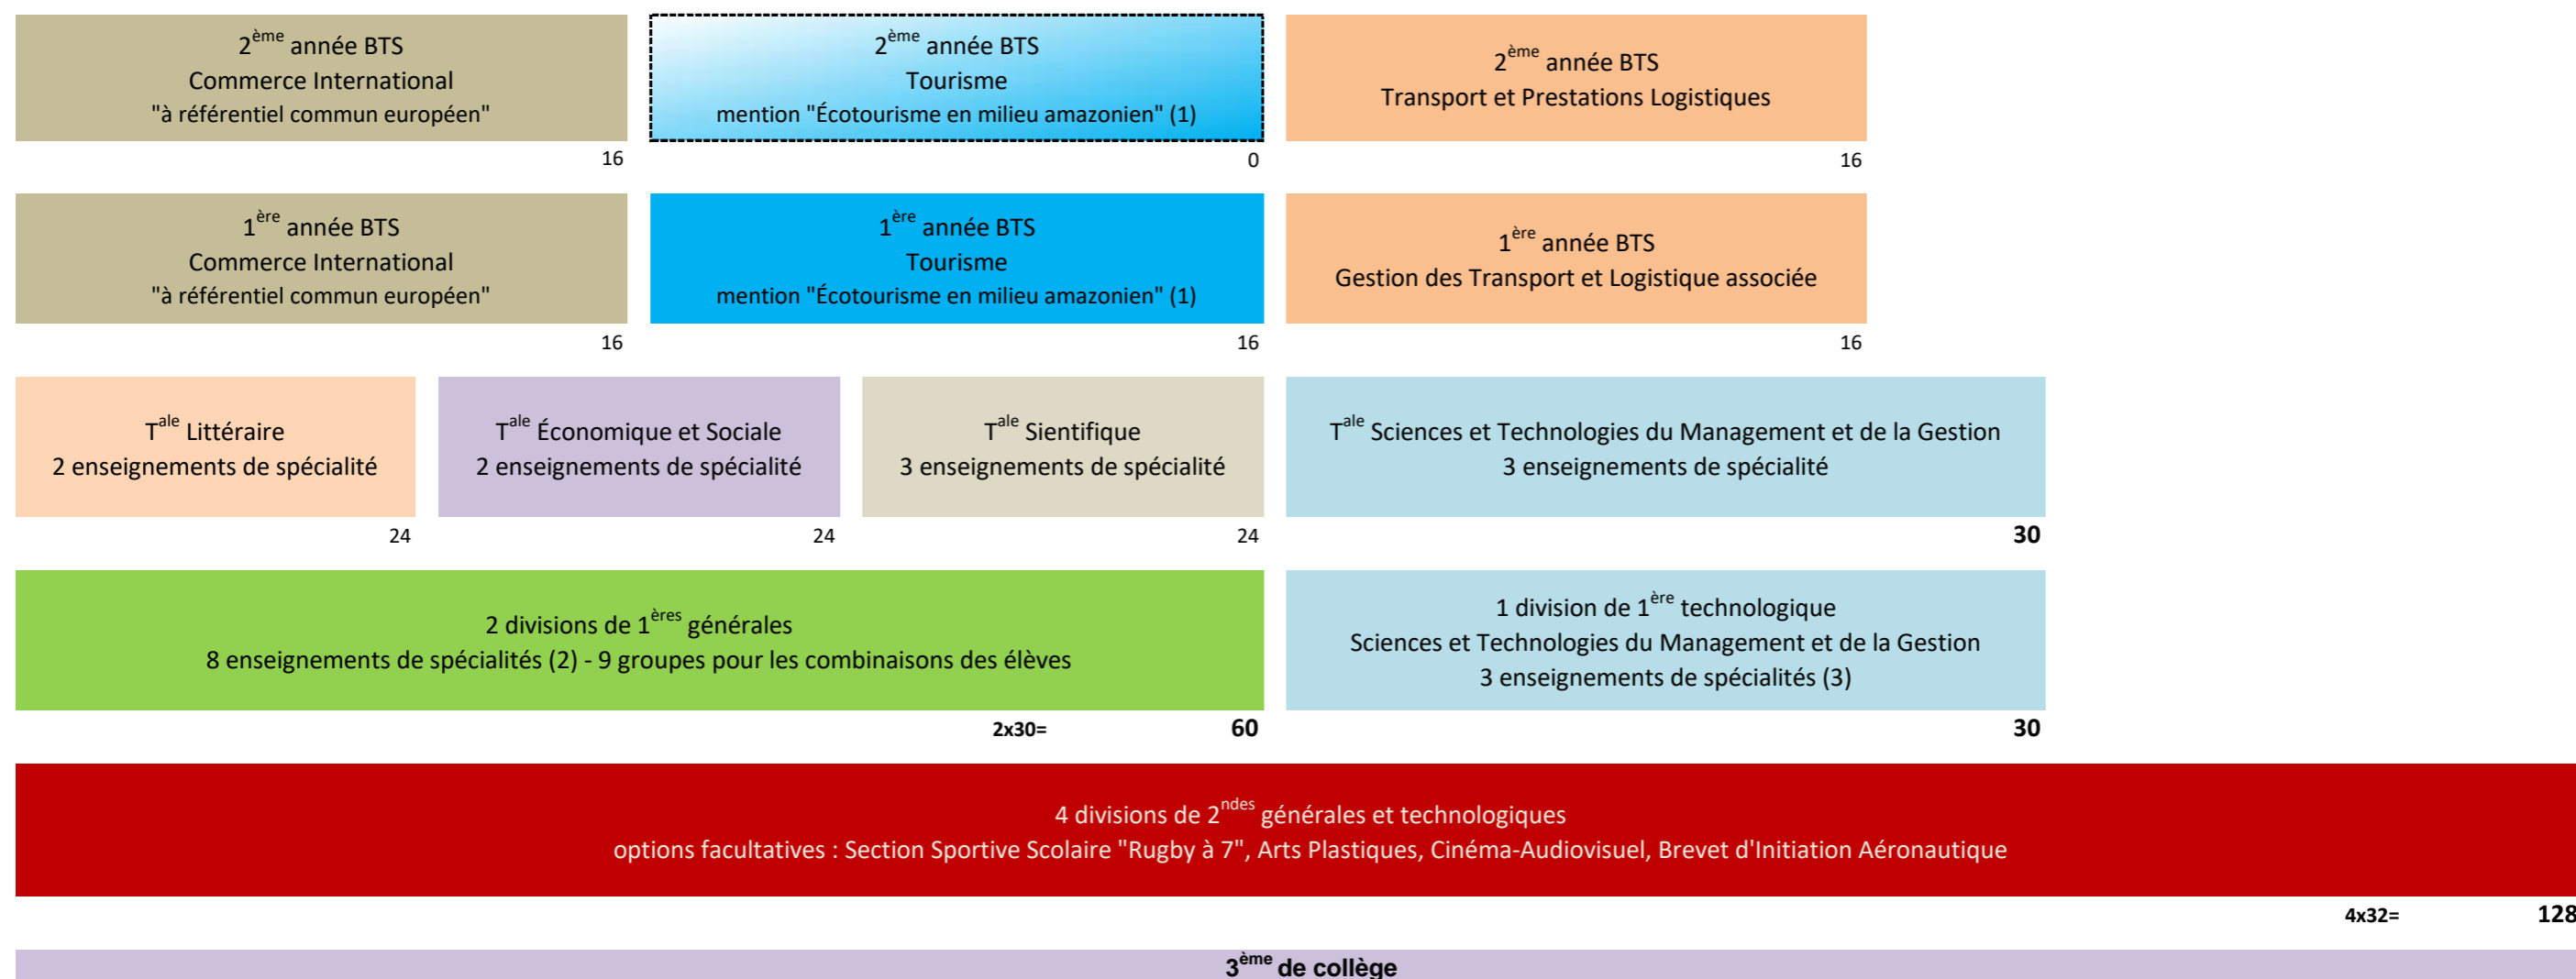 2ème année BTS
Commerce International
"à référentiel commun européen"
16
2ème année BTS
Tourisme
mention "Écotourisme en milieu amazonien" (1)
0
2ème année BTS
Transport et Prestations Logistiques
16
1ère année BTS
Commerce International
"à référentiel commun européen"
16
1ère année BTS
Tourisme
mention "Écotourisme en milieu amazonien" (1)
16
1ère année BTS
Gestion des Transport et Logistique associée
16
Tale Littéraire
2 enseignements de spécialité
24
Tale Économique et Sociale
2 enseignements de spécialité
24
Tale Sientifique
3 enseignements de spécialité
24
Tale Sciences et Technologies du Management et de la Gestion
3 enseignements de spécialité
30
2 divisions de 1ères générales
8 enseignements de spécialités (2) - 9 groupes pour les combinaisons des élèves
2x30= 60
1 division de 1ère technologique
Sciences et Technologies du Management et de la Gestion
3 enseignements de spécialités (3)
30
4 divisions de 2ndes générales et technologiques
options facultatives : Section Sportive Scolaire "Rugby à 7", Arts Plastiques, Cinéma-Audiovisuel, Brevet d'Initiation Aéronautique
4x32= 128
3ème de collège